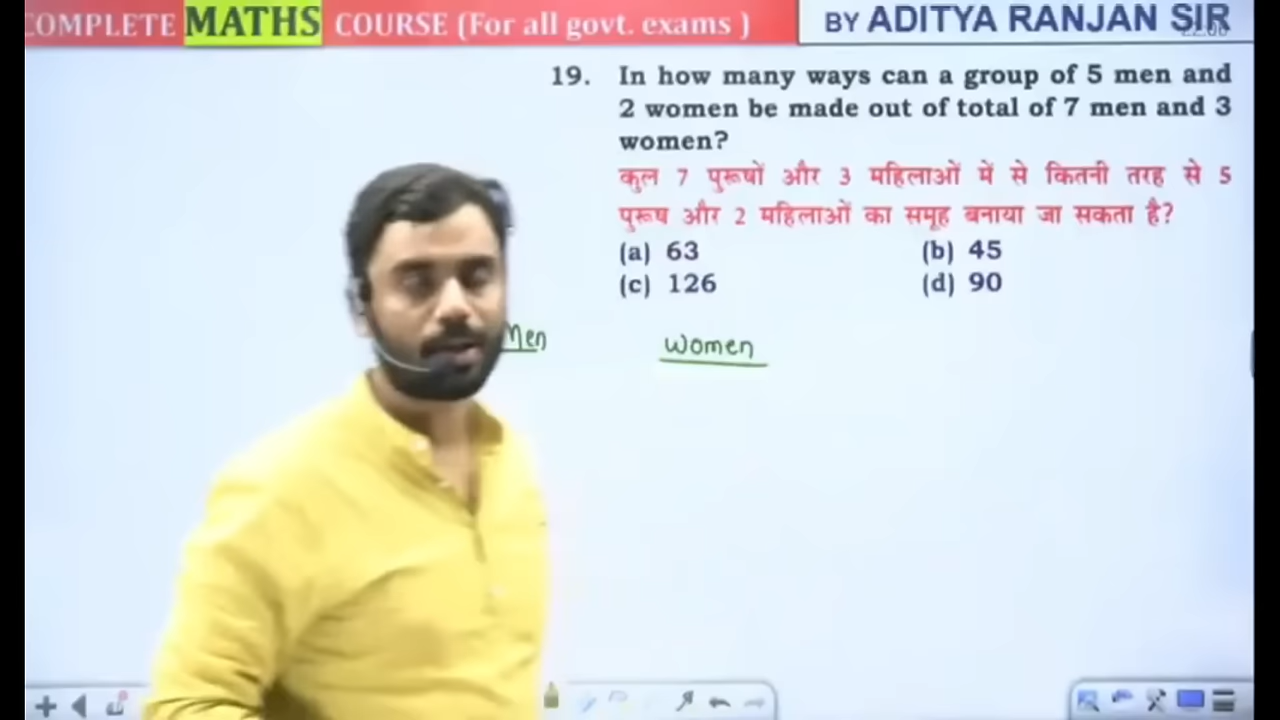 COMPLETE MATHS COURSE (For all govt. exams )
BY ADITYA RANJAN SIR
19. In how many ways can a group of 5 men and
2 women be made out of total of 7 men and 3
women?
कुल 7 पुरूषों और 3 महिलाओं में से कितनी तरह से 5
पुरूष और 2 महिलाओं का समूह बनाया जा सकता है?
(a) 63 (b) 45
(c) 126 (d) 90
Men women